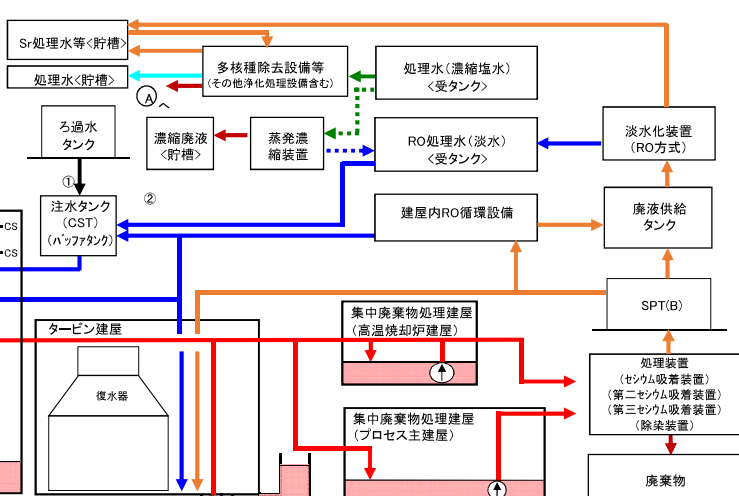 Sr処理水等<貯槽>
処理水<貯槽>
多核種除去設備等
(その他浄化処理設備含む)
処理水(濃縮塩水)
<受タンク>
A
へ
ろ過水
タンク
濃縮廃液
<貯槽>
蒸発濃
縮装置
RO処理水(淡水)
<受タンク>
淡水化装置
(RO方式)
①
②
注水タンク
(CST)
(バッファタンク)
建屋内RO循環設備
廃液供給
タンク
CS
CS
SPT(B)
タービン建屋
復水器
集中廃棄物処理建屋
(高温焼却炉建屋)
集中廃棄物処理建屋
(プロセス主建屋)
処理装置
(セシウム吸着装置)
(第二セシウム吸着装置)
(第三セシウム吸着装置)
(除染装置)
廃棄物